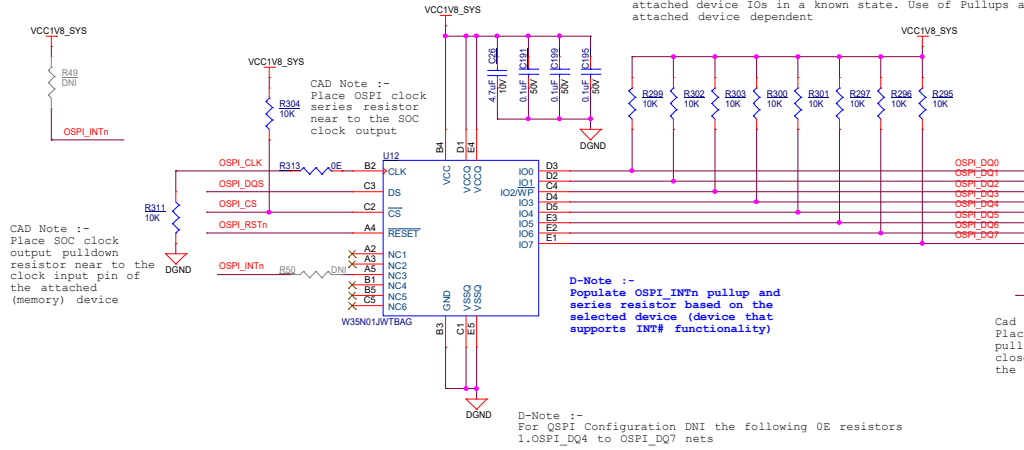 attached device IOs in a known state. Use of Pullups a
attached device dependent
VCC1V8_SYS
VCC1V8_SYS
VCC1V8_SYS
VCC1V8_SYS
R49
DNI
OSPI_INTn
R304
10K
CAD Note :-
Place OSPI clock
series resistor
near to the SOC
clock output
C26
4.7uF
10V
C191
0.1uF
50V
C199
0.1uF
50V
C195
0.1uF
50V
DGND
R299
10K
R302
10K
R303
10K
R300
10K
R301
10K
R297
10K
R296
10K
R295
10K
U12
B4
D1
E4
VCC
VCCQ
VCCQ
OSPI_CLK
R313
0E
B2
CLK
OSPI_DQS
C3
DS
OSPI_CS
C2
CS
OSPI_RSTn
A4
RESET
A2
NC1
A3
NC2
OSPI_INTn
R50
DNI
A5
NC3
B1
NC4
B5
NC5
C5
NC6
IO0
D3
OSPI_DQ0
IO1
D2
OSPI_DQ1
IO2/WP
C4
OSPI_DQ2
IO3
D4
OSPI_DQ3
IO4
D5
OSPI_DQ4
IO5
E3
OSPI_DQ5
IO6
E2
OSPI_DQ6
IO7
E1
OSPI_DQ7
R311
10K
DGND
CAD Note :-
Place SOC clock
output pulldown
resistor near to the
clock input pin of
the attached
(memory) device
GND
VSSQ
VSSQ
W35N01JWTBAG
B3
C1
E5
DGND
D-Note :-
Populate OSPI_INTn pullup and
series resistor based on the
selected device (device that
supports INT# functionality)
Cad
Plac
pull
close
the
D-Note :-
For QSPI Configuration DNI the following 0E resistors
1.OSPI_DQ4 to OSPI_DQ7 nets